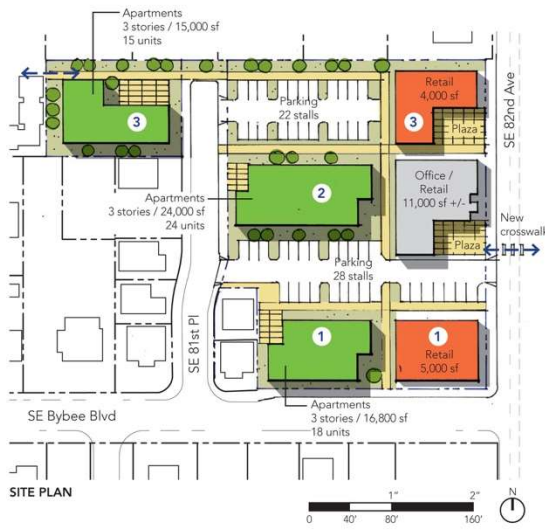 Apartments
3 stories / 15,000 sf
15 units
3
Parking
22 stalls
Retail
4,000 sf
3
Plaza
SE 82nd Ave
Apartments
3 stories / 24,000 sf
24 units
2
Office /
Retail
11,000 sf +/-
Plaza
New
crosswalk
Parking
28 stalls
SE 81st Pl
1
1
Retail
5,000 sf
Apartments
3 stories / 16,800 sf
18 units
SE Bybee Blvd
SITE PLAN
1" 2"
0 40' 80' 160'
N